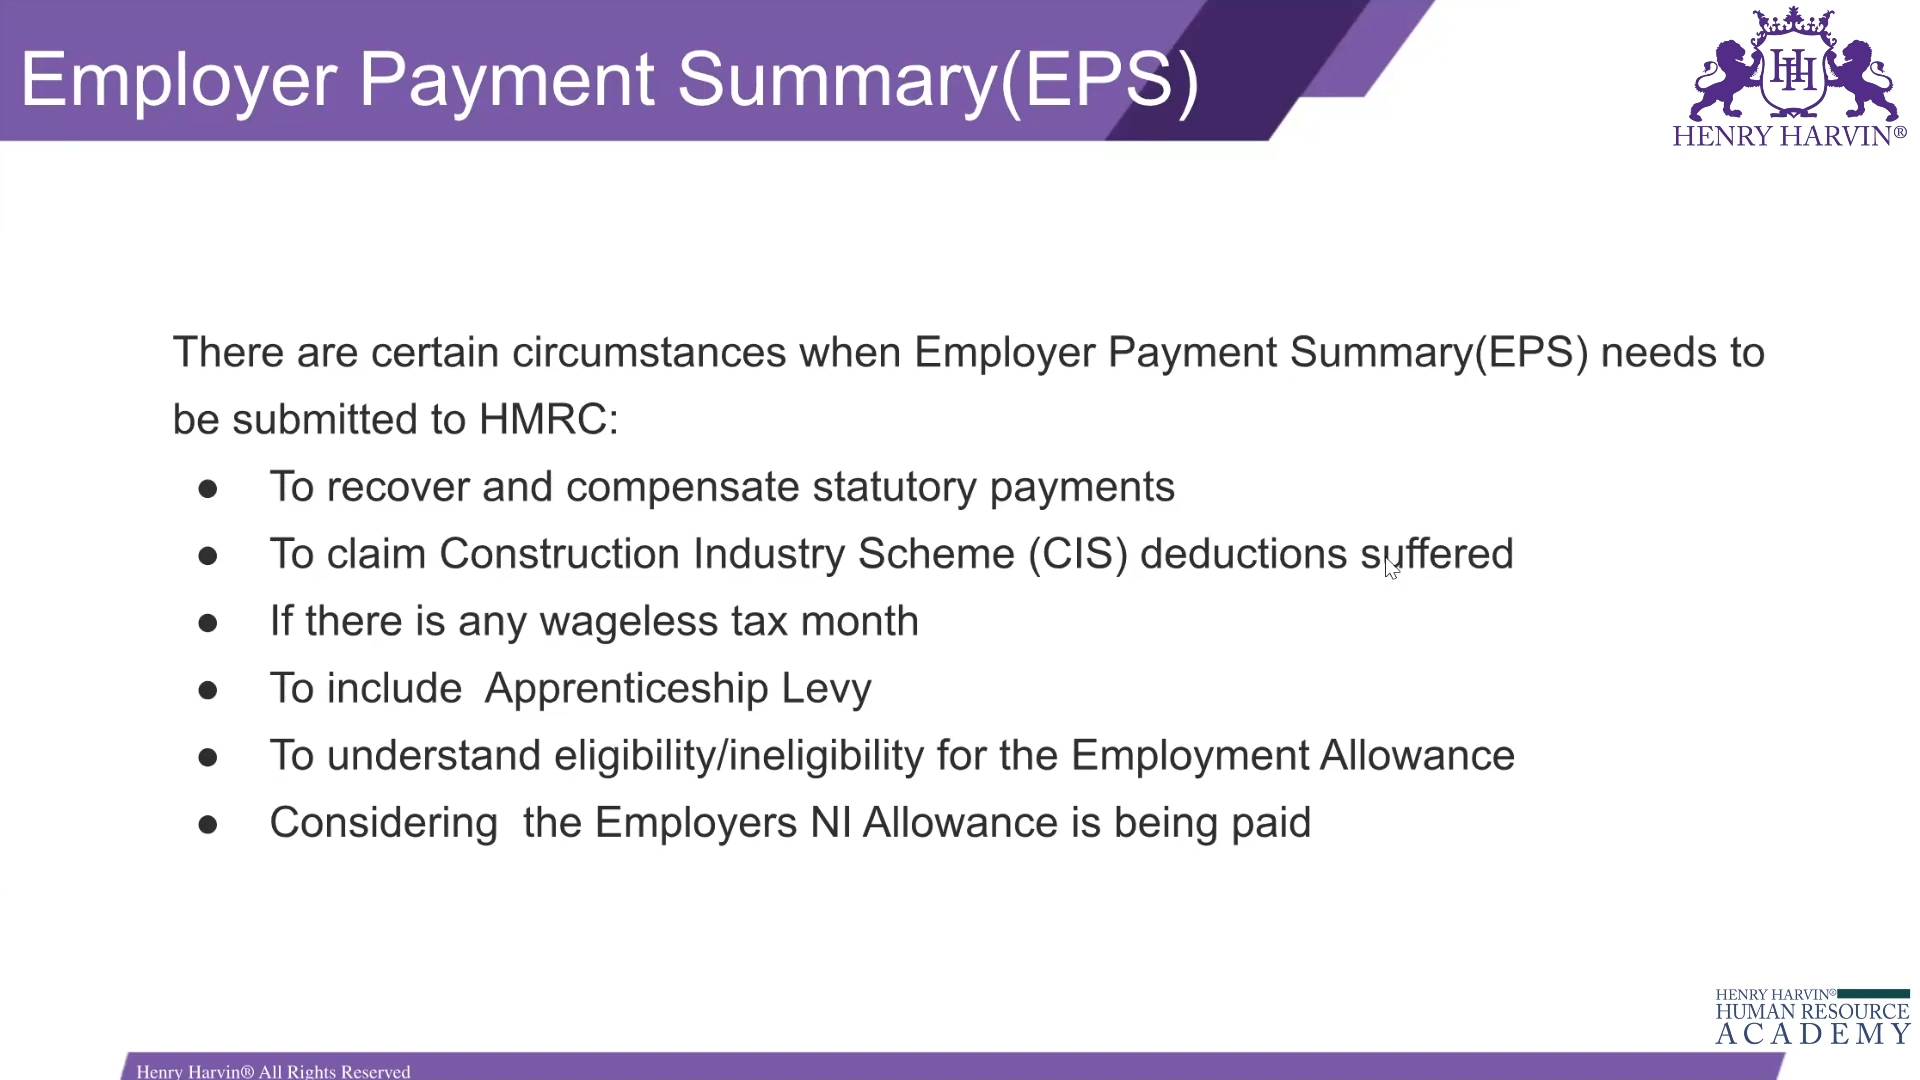 Employer Payment Summary(EPS)
HH
HENRY HARVIN®
There are certain circumstances when Employer Payment Summary(EPS) needs to
be submitted to HMRC:
● To recover and compensate statutory payments
● To claim Construction Industry Scheme (CIS) deductions suffered
● If there is any wageless tax month
● To include  Apprenticeship Levy
● To understand eligibility/ineligibility for the Employment Allowance
● Considering  the Employers NI Allowance is being paid
HENRY HARVIN®
HUMAN RESOURCE
ACADEMY
Henry Harvin® All Rights Reserved